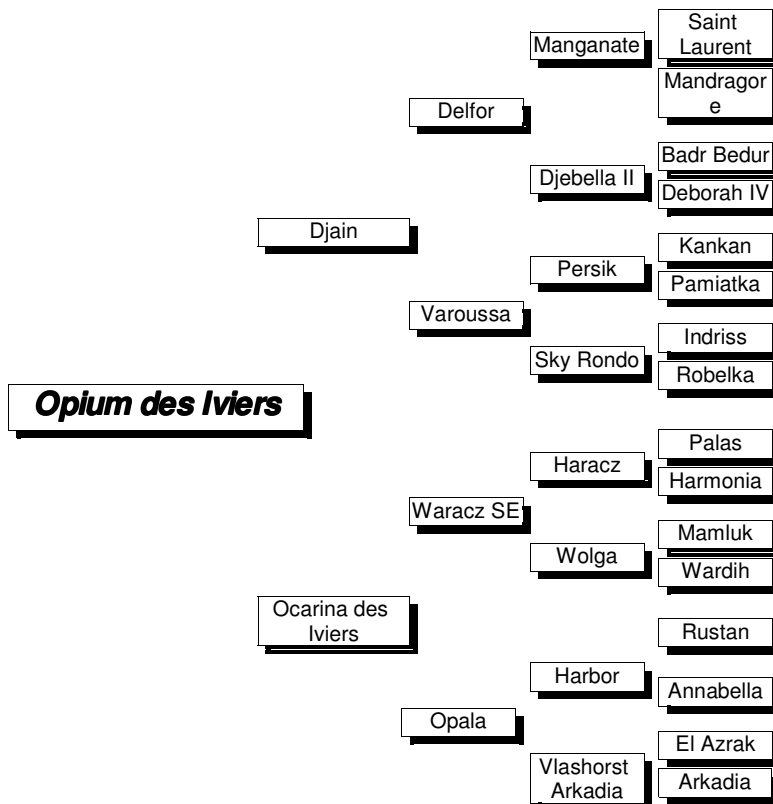 Saint
Laurent
Manganate
Mandragor
e
Delfor
Badr Bedur
Djebella II
Deborah IV
Djain
Kankan
Persik
Pamiatka
Varoussa
Indriss
Sky Rondo
Robelka
Opium des Iviers
Palas
Haracz
Harmonia
Waracz SE
Mamluk
Wolga
Wardih
Ocarina des
Iviers
Rustan
Harbor
Annabella
Opala
El Azrak
Vlashorst
Arkadia
Arkadia